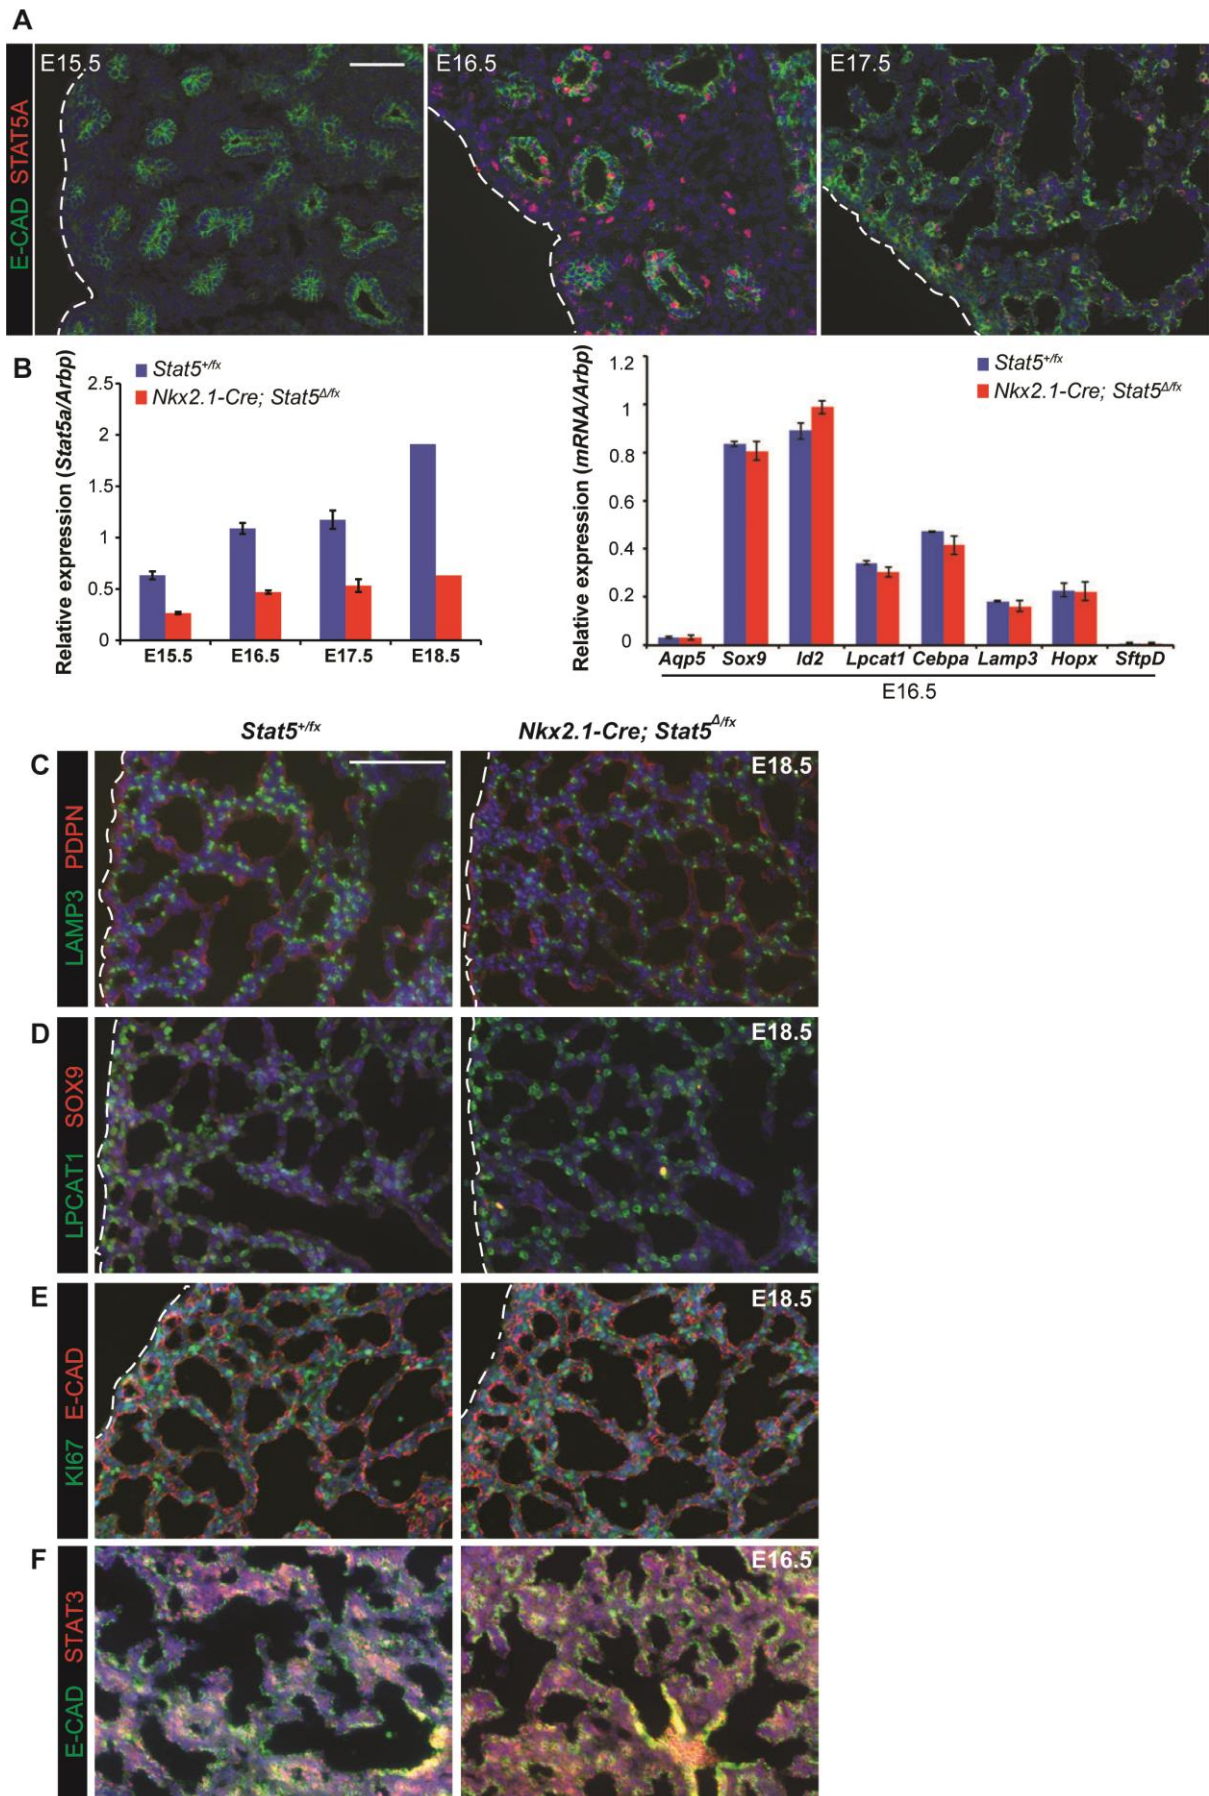 A
E-CAD STAT5A
E15.5
E16.5
E17.5
B
Relative expression (Stat5a/Arbp)
Stat5+/fx
Nkx2.1-Cre; Stat5Δ/fx
2.5
2
1.5
1
0.5
0
E15.5 E16.5 E17.5 E18.5
Relative expression (mRNA/Arbp)
Stat5+/fx
Nkx2.1-Cre; Stat5Δ/fx
1.2
1
0.8
0.6
0.4
0.2
0
Aqp5 Sox9 Id2 Lpcat1 Cebpa Lamp3 Hopx SftpD
E16.5
Stat5+/fx
Nkx2.1-Cre; Stat5Δ/fx
C
LAMP3 PDPN
E18.5
D
LPCAT1 SOX9
E18.5
E
KI67 E-CAD
E18.5
F
E-CAD STAT3
E16.5